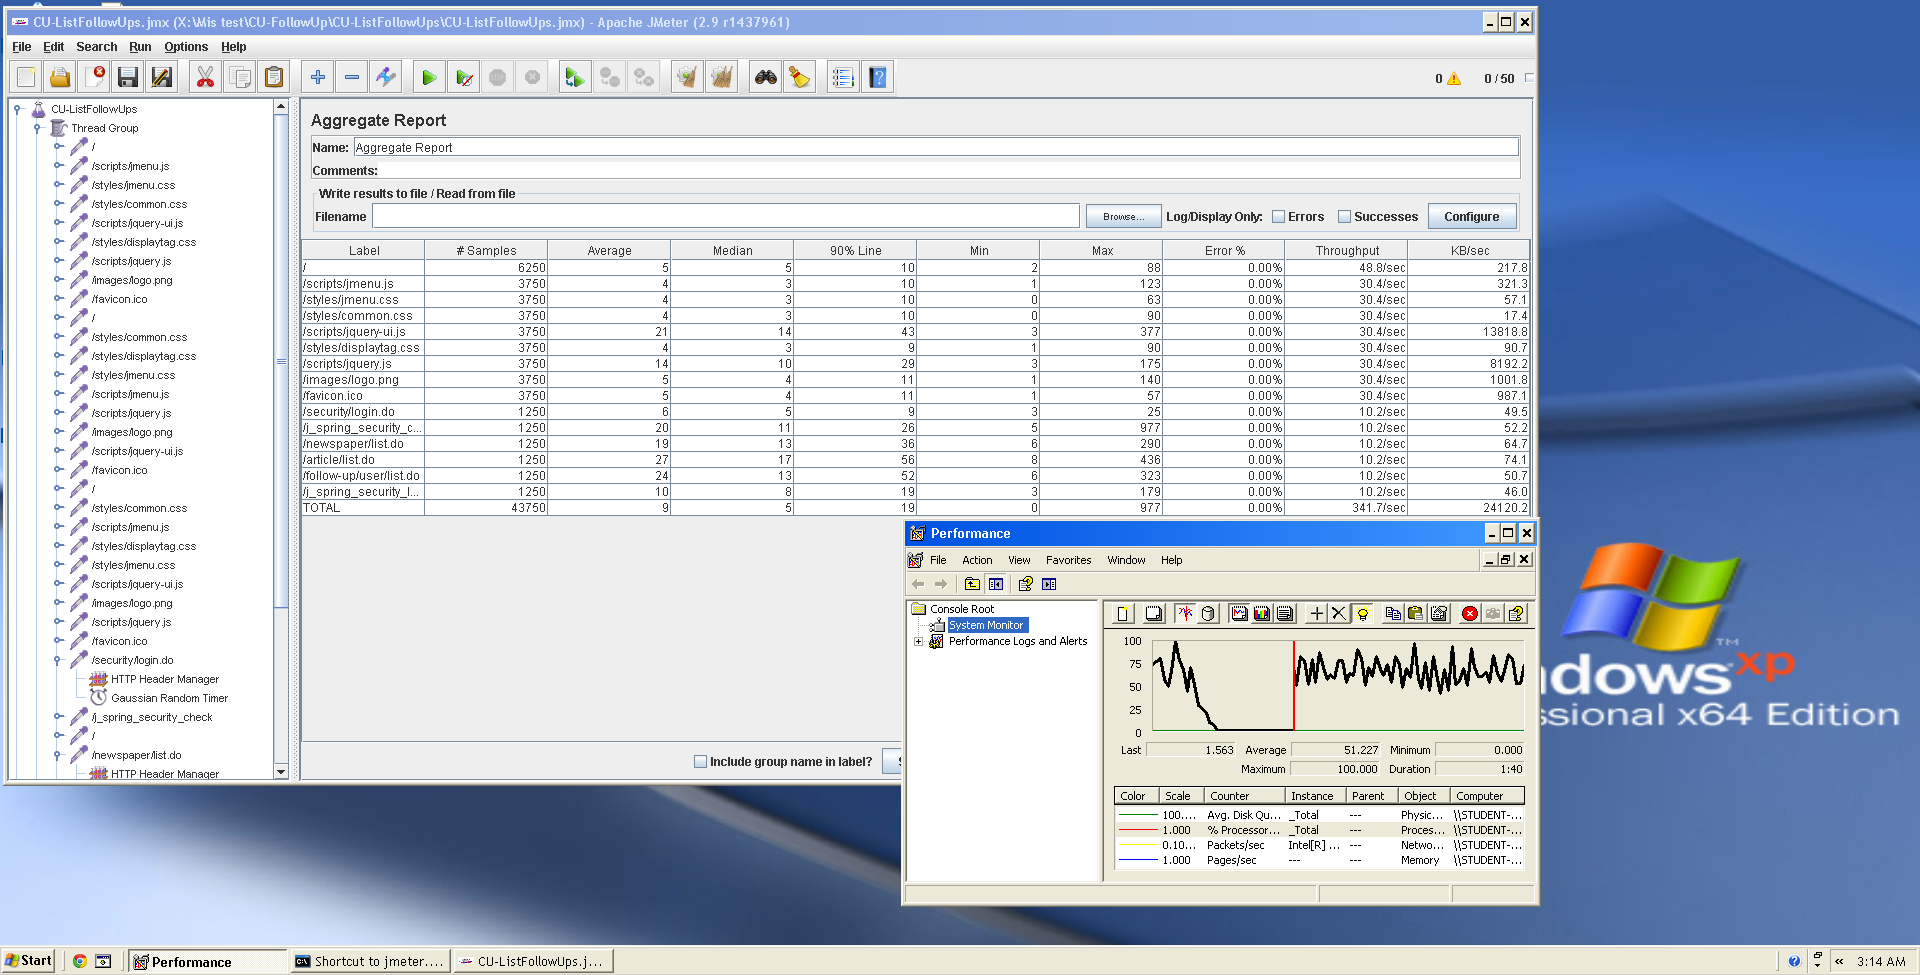 CU-ListFollowUps.jmx (X:\Mis test\CU-FollowUp\CU-ListFollowUps\CU-ListFollowUps.jmx) - Apache JMeter (2.9 r1437961)
File Edit Search Run Options Help
0 0 / 50
CU-ListFollowUps
Thread Group
/
/scripts/jmenu.js
/styles/jmenu.css
/styles/common.css
/scripts/jquery-ui.js
/styles/displaytag.css
/scripts/jquery.js
/images/logo.png
/favicon.ico
/
/styles/common.css
/styles/displaytag.css
/styles/jmenu.css
/scripts/jmenu.js
/scripts/jquery.js
/images/logo.png
/scripts/jquery-ui.js
/favicon.ico
/
/styles/common.css
/scripts/jmenu.js
/styles/displaytag.css
/styles/jmenu.css
/scripts/jquery-ui.js
/images/logo.png
/scripts/jquery.js
/favicon.ico
/security/login.do
HTTP Header Manager
Gaussian Random Timer
/j_spring_security_check
/
/newspaper/list.do
HTTP Header Manager
Aggregate Report
Name: Aggregate Report
Comments:
Write results to file / Read from file
Filename Browse... Log/Display Only: Errors Successes Configure
Label # Samples Average Median 90% Line Min Max Error % Throughput KB/sec
/ 6250 5 5 10 2 88 0.00% 48.8/sec 217.8
/scripts/jmenu.js 3750 4 3 10 1 123 0.00% 30.4/sec 321.3
/styles/jmenu.css 3750 4 3 10 0 63 0.00% 30.4/sec 57.1
/styles/common.css 3750 4 3 10 0 90 0.00% 30.4/sec 17.4
/scripts/jquery-ui.js 3750 21 14 43 3 377 0.00% 30.4/sec 13818.8
/styles/displaytag.css 3750 4 3 9 1 90 0.00% 30.4/sec 90.7
/scripts/jquery.js 3750 14 10 29 3 175 0.00% 30.4/sec 8192.2
/images/logo.png 3750 5 4 11 1 140 0.00% 30.4/sec 1001.8
/favicon.ico 3750 5 4 11 1 57 0.00% 30.4/sec 987.1
/security/login.do 1250 6 5 9 3 25 0.00% 10.2/sec 49.5
/j_spring_security_c... 1250 20 11 26 5 977 0.00% 10.2/sec 52.2
/newspaper/list.do 1250 19 13 36 6 290 0.00% 10.2/sec 64.7
/article/list.do 1250 27 17 56 8 436 0.00% 10.2/sec 74.1
/follow-up/user/list.do 1250 24 13 52 6 323 0.00% 10.2/sec 50.7
/j_spring_security_l... 1250 10 8 19 3 179 0.00% 10.2/sec 46.0
TOTAL 43750 9 5 19 0 977 0.00% 341.7/sec 24120.2
Include group name in label?
Performance
File Action View Favorites Window Help
Console Root
System Monitor
Performance Logs and Alerts
100
75
50
25
0
Last 1.563 Average 51.227 Minimum 0.000
Maximum 100.000 Duration 1:40
Color Scale Counter Instance Parent Object Computer
100.... Avg. Disk Qu... _Total --- Physic... \\STUDENT-...
1.000 % Processor... _Total --- Proces... \\STUDENT-...
0.10... Packets/sec Intel[R] ... --- Netwo... \\STUDENT-...
1.000 Pages/sec --- --- Memory \\STUDENT-...
ndows xp
TM
ssional x64 Edition
Start Performance Shortcut to jmeter.... CU-ListFollowUps.j... « 3:14 AM